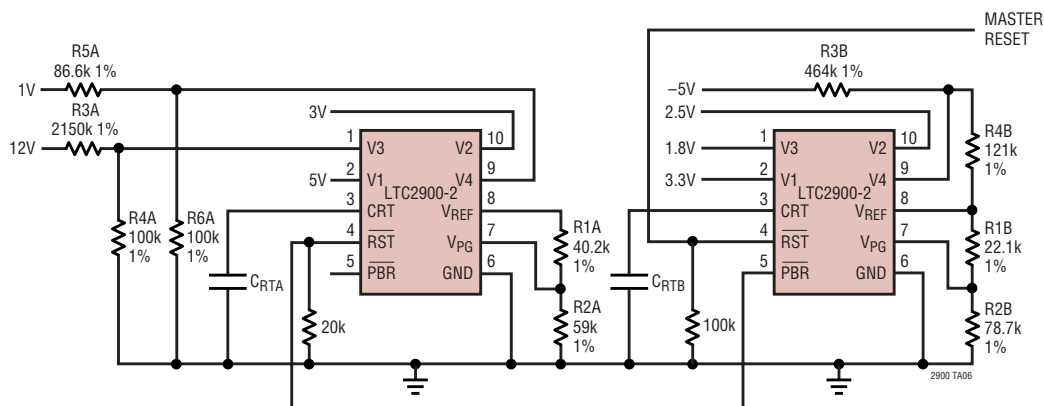 MASTER
RESET
R5A
86.6k 1%
1V
R3A
2150k 1%
12V
R4A
100k
1%
R6A
100k
1%
3V
5V
1
2
3
4
5
V3
V1
CRT
RST
PBR
LTC2900-2
V2
V4
VREF
VPG
GND
10
9
8
7
6
CRTA
20k
R1A
40.2k
1%
R2A
59k
1%
R3B
464k 1%
–5V
2.5V
1.8V
3.3V
1
2
3
4
5
V3
V1
CRT
RST
PBR
LTC2900-2
V2
V4
VREF
VPG
GND
10
9
8
7
6
CRTB
100k
R4B
121k
1%
R1B
22.1k
1%
R2B
78.7k
1%
2900 TA06